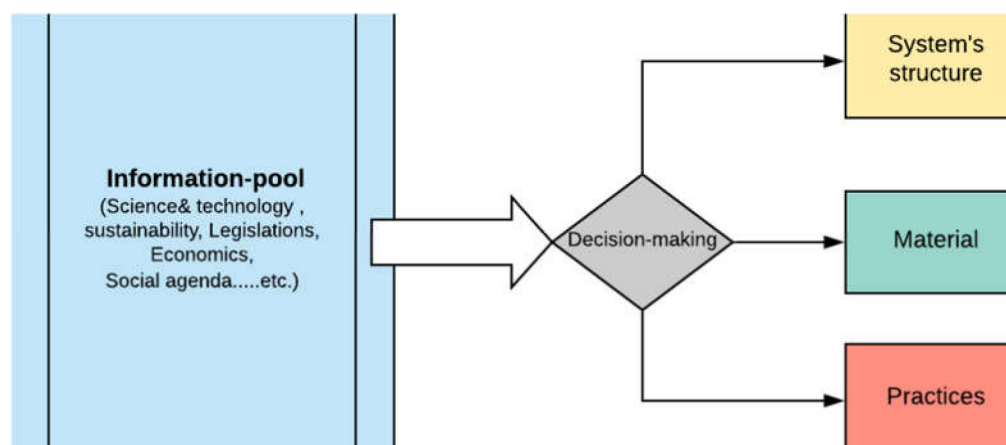 Information-pool
(Science& technology ,
sustainability, Legislations,
Economics,
Social agenda.....etc.)
Decision-making
System's
structure
Material
Practices